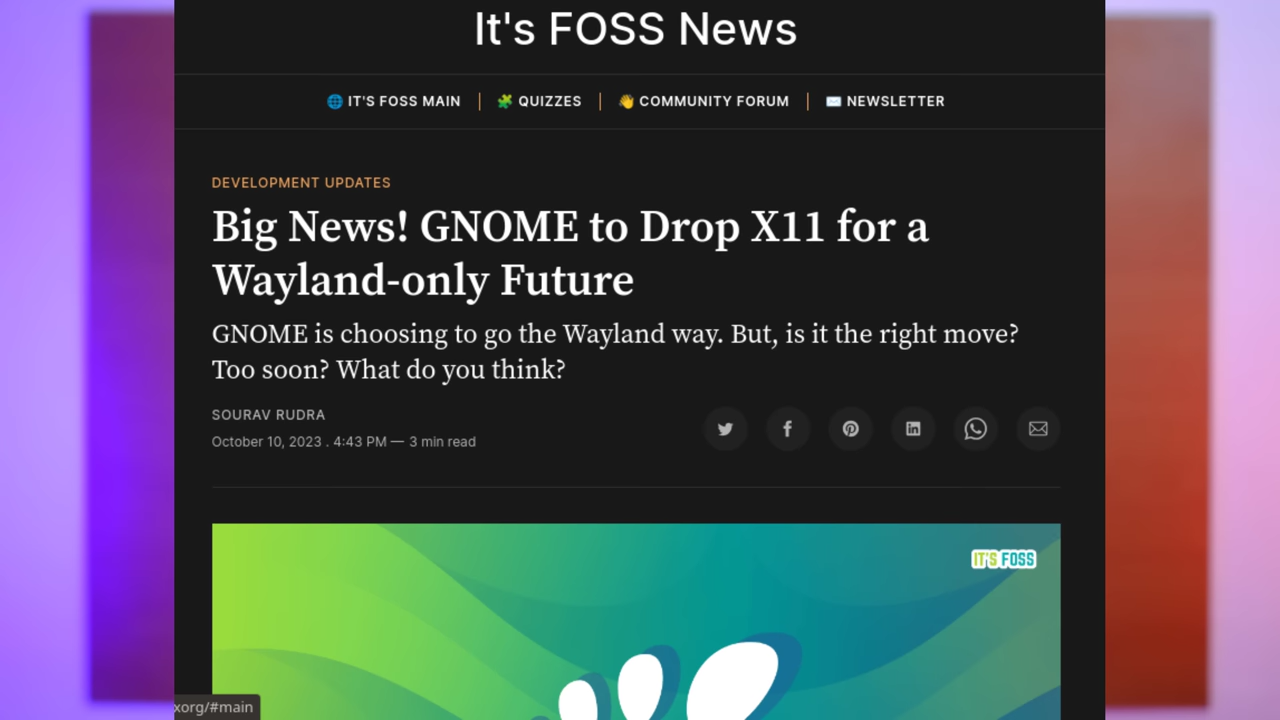 It's FOSS News
🌐 IT'S FOSS MAIN | 🧩 QUIZZES | 👋 COMMUNITY FORUM | ✉️ NEWSLETTER
DEVELOPMENT UPDATES
Big News! GNOME to Drop X11 for a
Wayland-only Future
GNOME is choosing to go the Wayland way. But, is it the right move?
Too soon? What do you think?
SOURAV RUDRA
October 10, 2023 . 4:43 PM — 3 min read
IT'S FOSS
xorg/#main